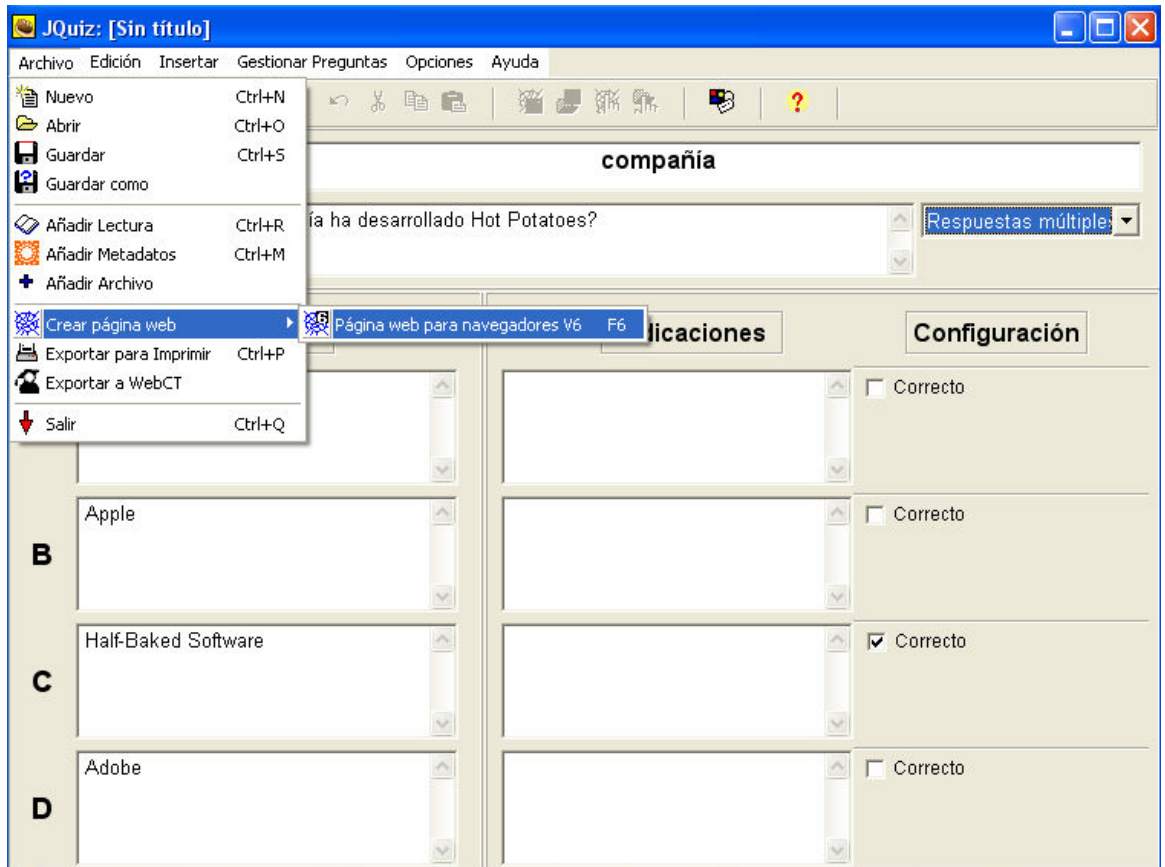 JQuiz: [Sin título]
Archivo Edición Insertar Gestionar Preguntas Opciones Ayuda
Nuevo Ctrl+N
Abrir Ctrl+O
Guardar Ctrl+S
Guardar como
compañía
Añadir Lectura Ctrl+R
ía ha desarrollado Hot Potatoes?
Respuestas múltiple
Añadir Metadatos Ctrl+M
Añadir Archivo
Crear página web
Página web para navegadores V6 F6
dicaciones
Configuración
Exportar para Imprimir Ctrl+P
Exportar a WebCT
Salir Ctrl+Q
Correcto
B
Apple
Correcto
C
Half-Baked Software
Correcto
D
Adobe
Correcto